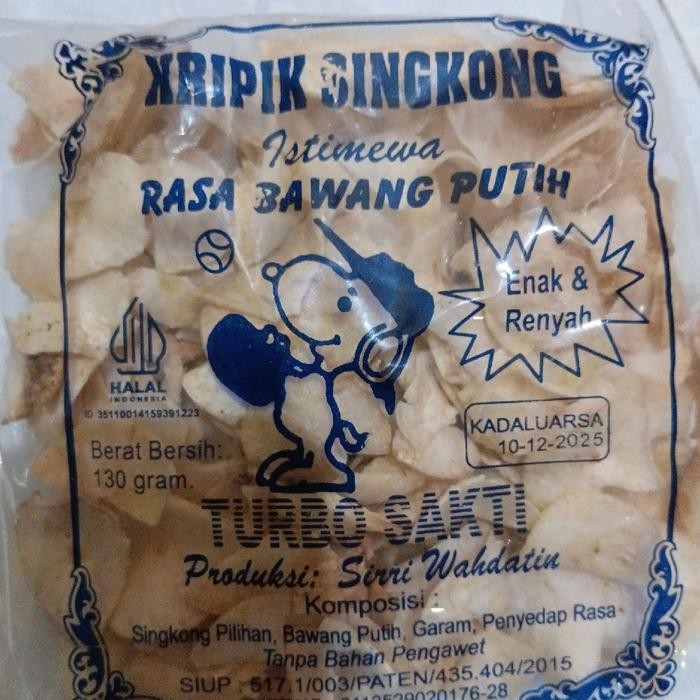 KRIPIK SINGKONG
Istimewa
RASA BAWANG PUTIH
Enak &
Renyah
HALAL
INDONESIA
ID 35110014159391223
KADALUARSA
10-12-2025
Berat Bersih:
130 gram.
TURBO SAKTI
Produksi: Sirri Wahdatin
Komposisi :
Singkong Pilihan, Bawang Putih, Garam, Penyedap Rasa
Tanpa Bahan Pengawet
SIUP : 517.1/003/PATEN/435.404/2015